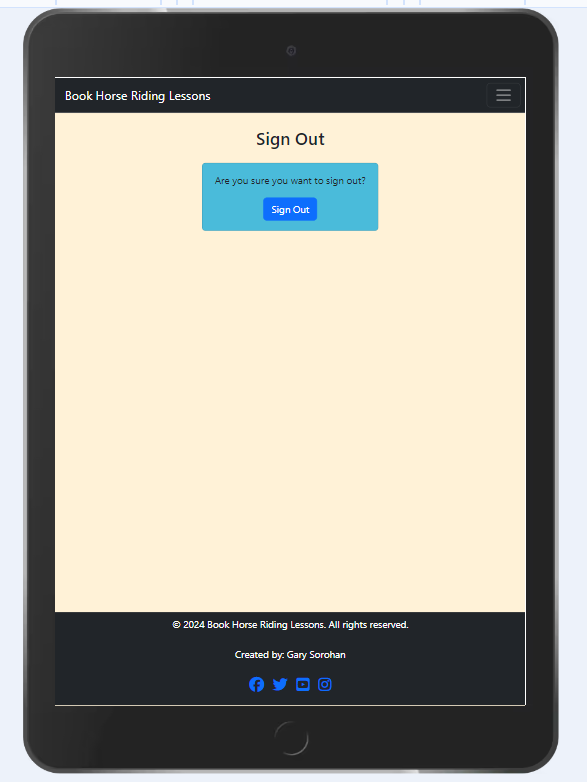 Book Horse Riding Lessons
Sign Out
Are you sure you want to sign out?
Sign Out
© 2024 Book Horse Riding Lessons. All rights reserved.
Created by: Gary Sorohan